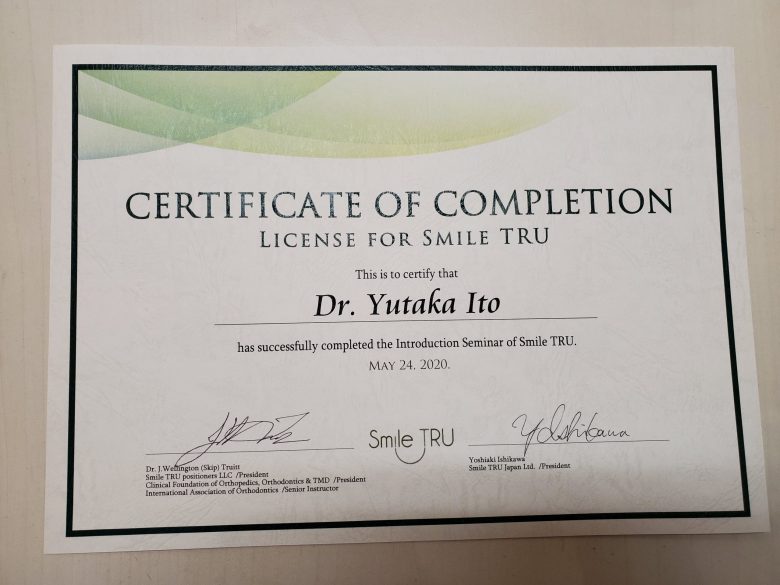 CERTIFICATE OF COMPLETION
LICENSE FOR SMILE TRU
This is to certify that
Dr. Yutaka Ito
has successfully completed the Introduction Seminar of Smile TRU.
MAY 24. 2020.
Smile TRU
Yoshikawa
Dr. J.Wellington (Skip) Truitt
Smile TRU positioners LLC /President
Clinical Foundation of Orthopedics, Orthodontics & TMD /President
International Association of Orthodontics /Senior Instructor
Yoshiaki Ishikawa
Smile TRU Japan Ltd. /President